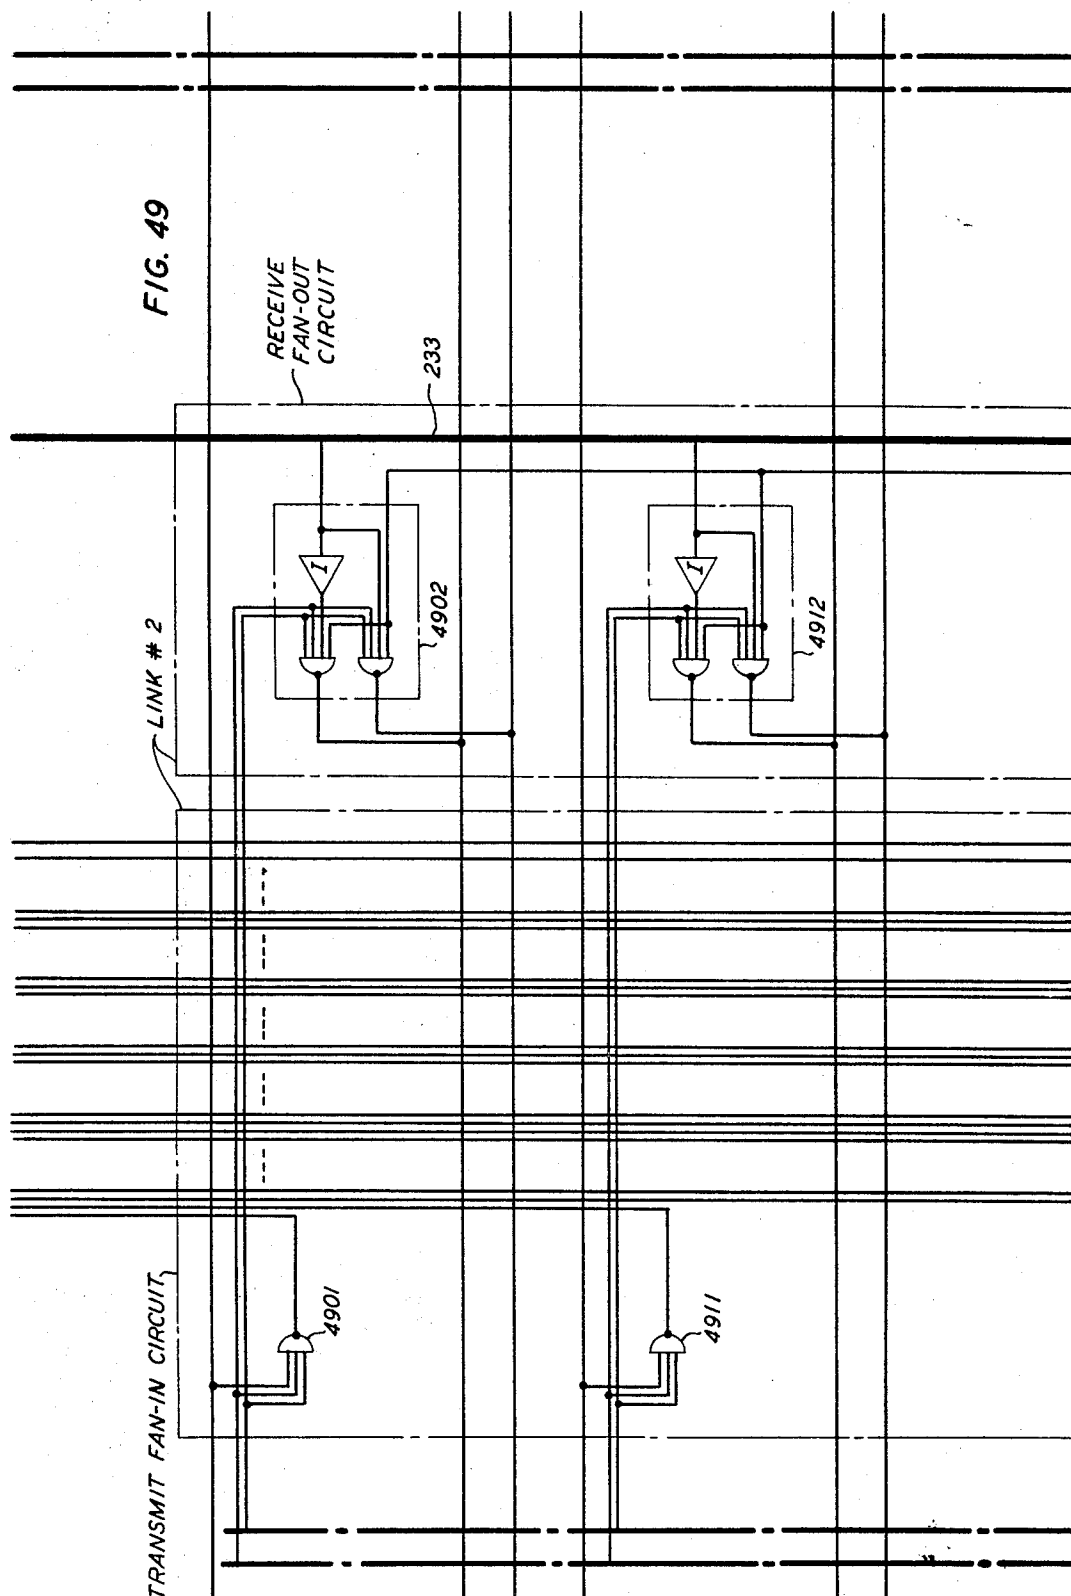 FIG. 49
RECEIVE
FAN-OUT
CIRCUIT
233
LINK # 2
I
4902
I
4912
TRANSMIT FAN-IN CIRCUIT
4901
4911